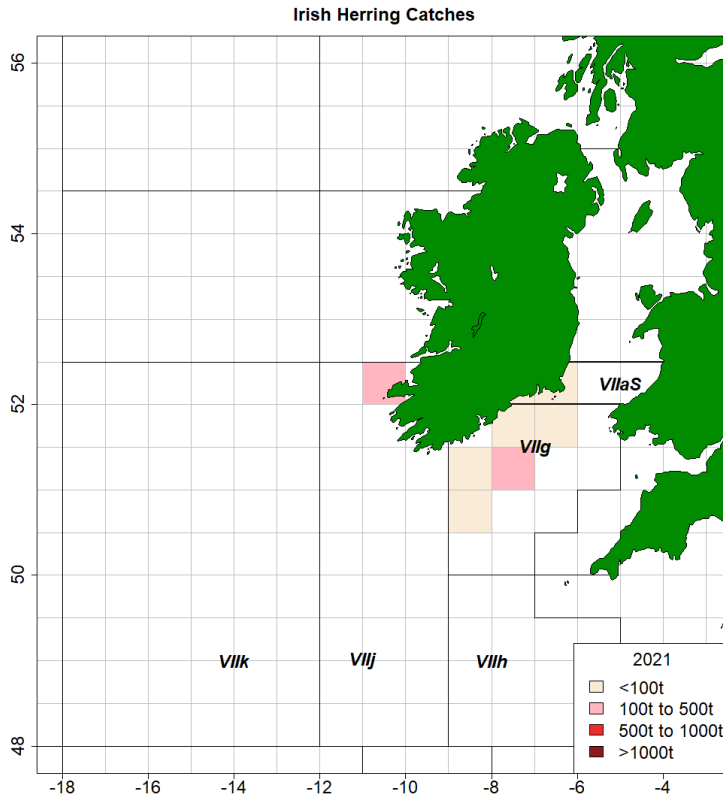 Irish Herring Catches
56
54
52
50
48
VIIaS
VIIg
VIIk
VIIj
VIIh
2021
<100t
100t to 500t
500t to 1000t
>1000t
-18 -16 -14 -12 -10 -8 -6 -4